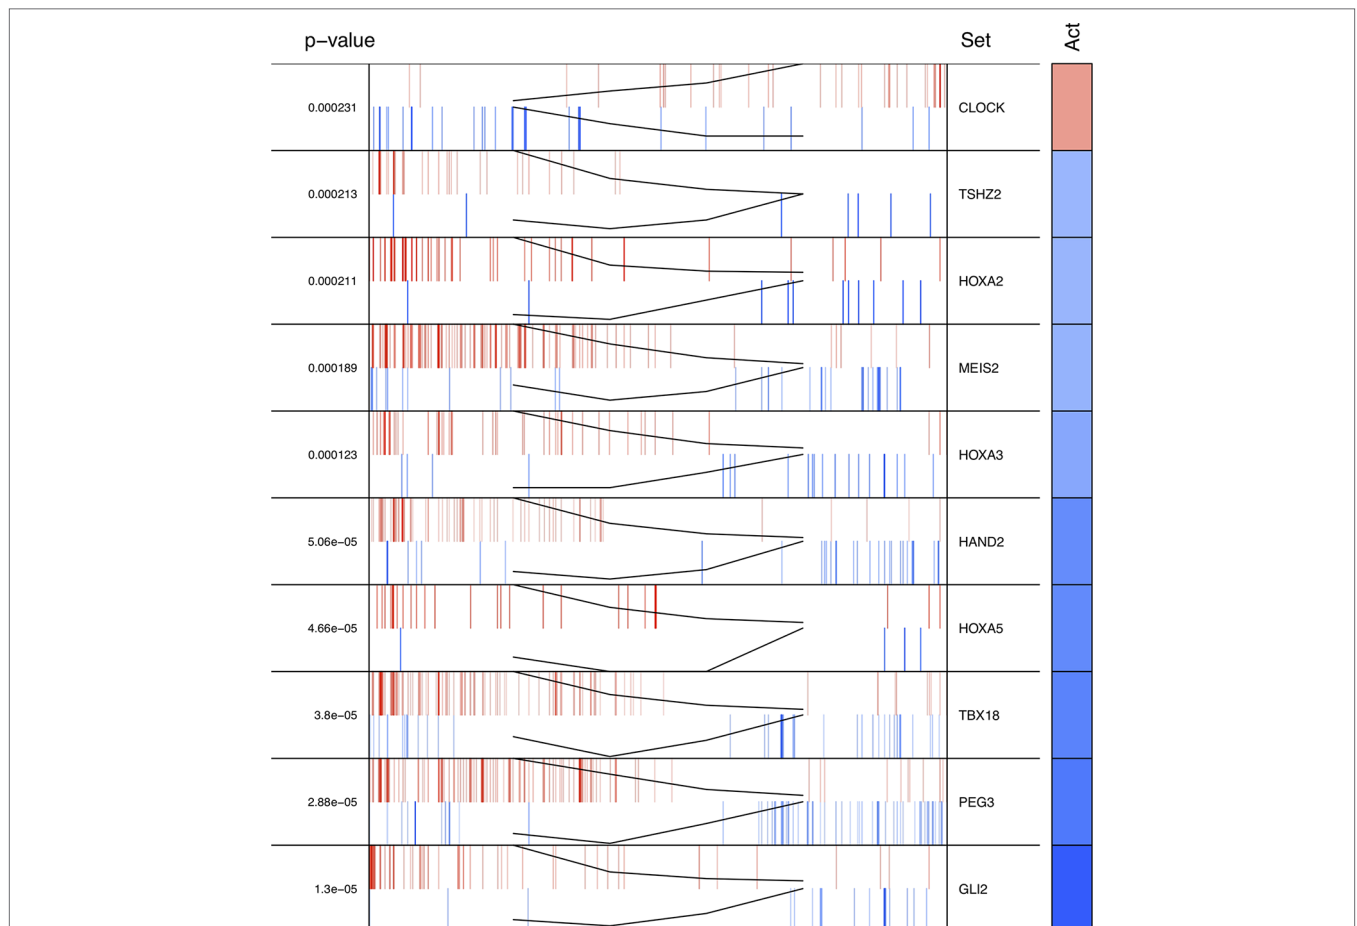 p−value Set Act
0.000231 CLOCK
0.000213 TSHZ2
0.000211 HOXA2
0.000189 MEIS2
0.000123 HOXA3
5.06e−05 HAND2
4.66e−05 HOXA5
3.8e−05 TBX18
2.88e−05 PEG3
1.3e−05 GLI2